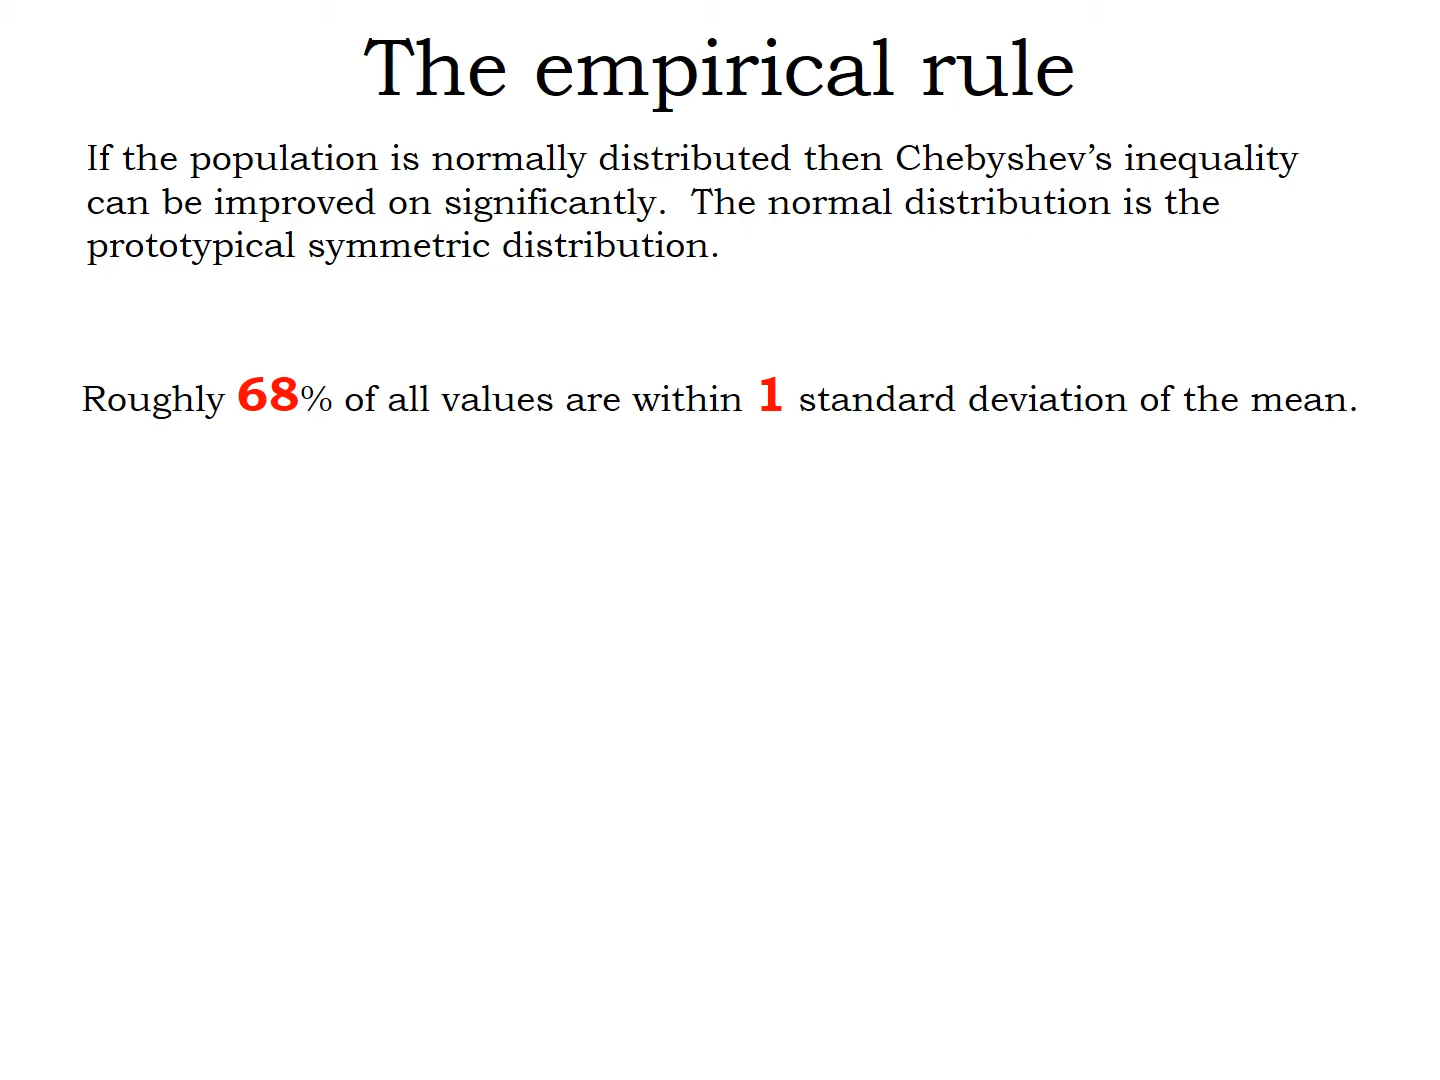 The empirical rule
If the population is normally distributed then Chebyshev’s inequality
can be improved on significantly.  The normal distribution is the
prototypical symmetric distribution.
Roughly 68% of all values are within 1 standard deviation of the mean.